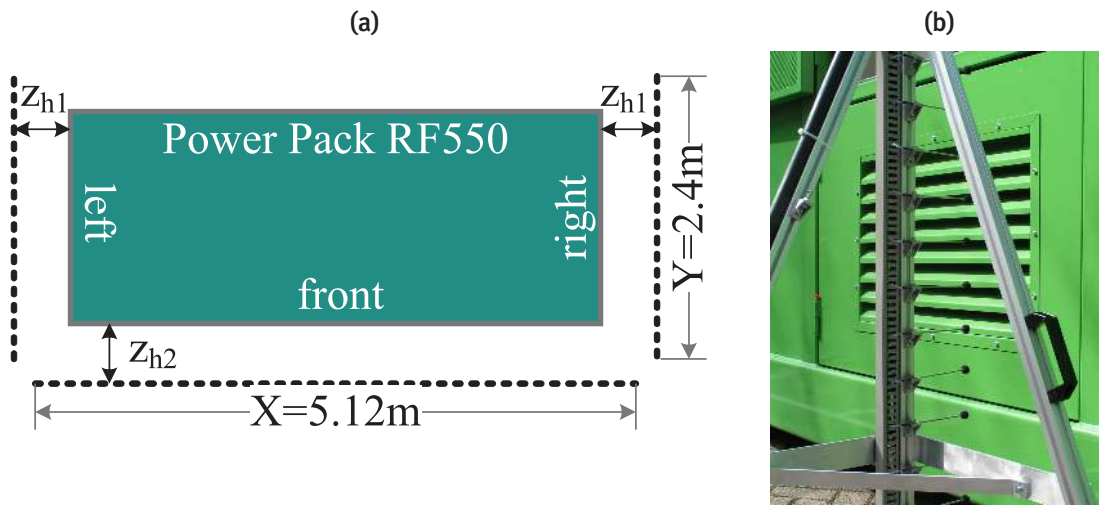 (a)
(b)
z_h1
z_h1
Power Pack RF550
left
right
front
Y=2.4m
z_h2
X=5.12m